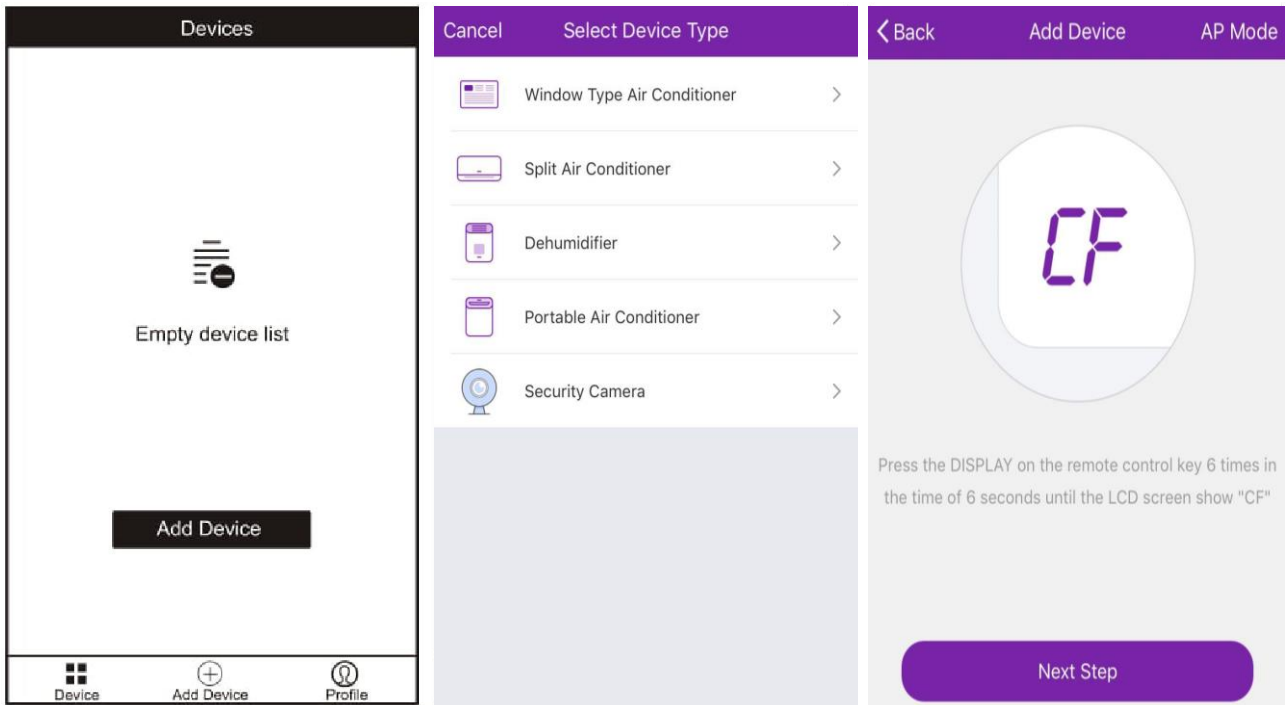 Devices
Empty device list
Add Device
Device
Add Device
Profile
Cancel
Select Device Type
Window Type Air Conditioner
Split Air Conditioner
Dehumidifier
Portable Air Conditioner
Security Camera
Back
Add Device
AP Mode
CF
Press the DISPLAY on the remote control key 6 times in
the time of 6 seconds until the LCD screen show "CF"
Next Step